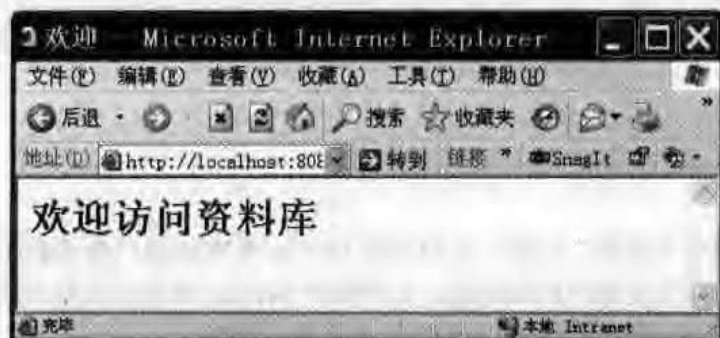 欢迎 Microsoft Internet Explorer
文件(F) 编辑(E) 查看(V) 收藏(A) 工具(T) 帮助(H)
后退 搜索 收藏夹 »
地址(D) http://localhost:808 转到 链接 » SnagIt
欢迎访问资料库
完毕 本地 Intranet